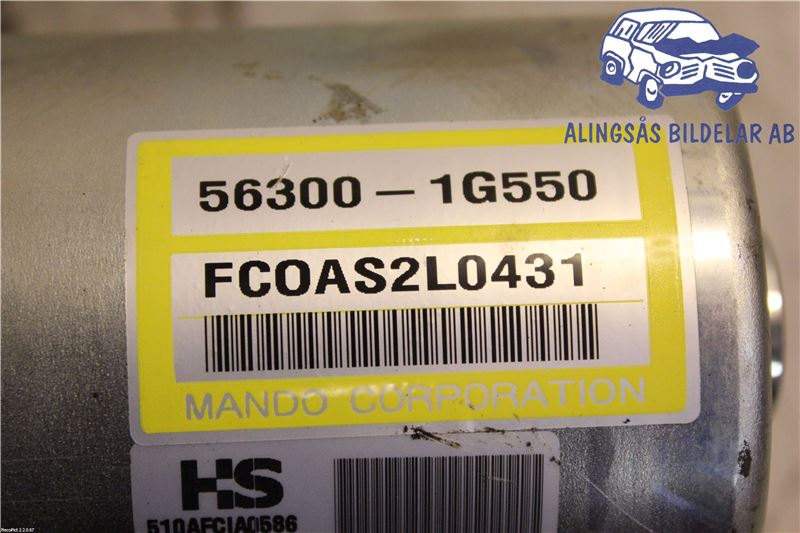 ALINGSÅS BILDELAR AB
56300-1G550
FCOAS2L0431
MANDO CORPORATION
HS
510AFCIA0586